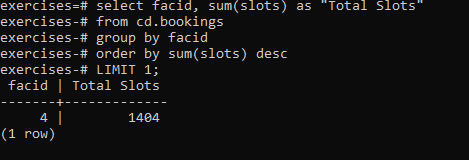 exercises=# select facid, sum(slots) as "Total Slots"
exercises-# from cd.bookings
exercises-# group by facid
exercises-# order by sum(slots) desc
exercises-# LIMIT 1;
 facid | Total Slots
-------+-------------
     4 |        1404
(1 row)